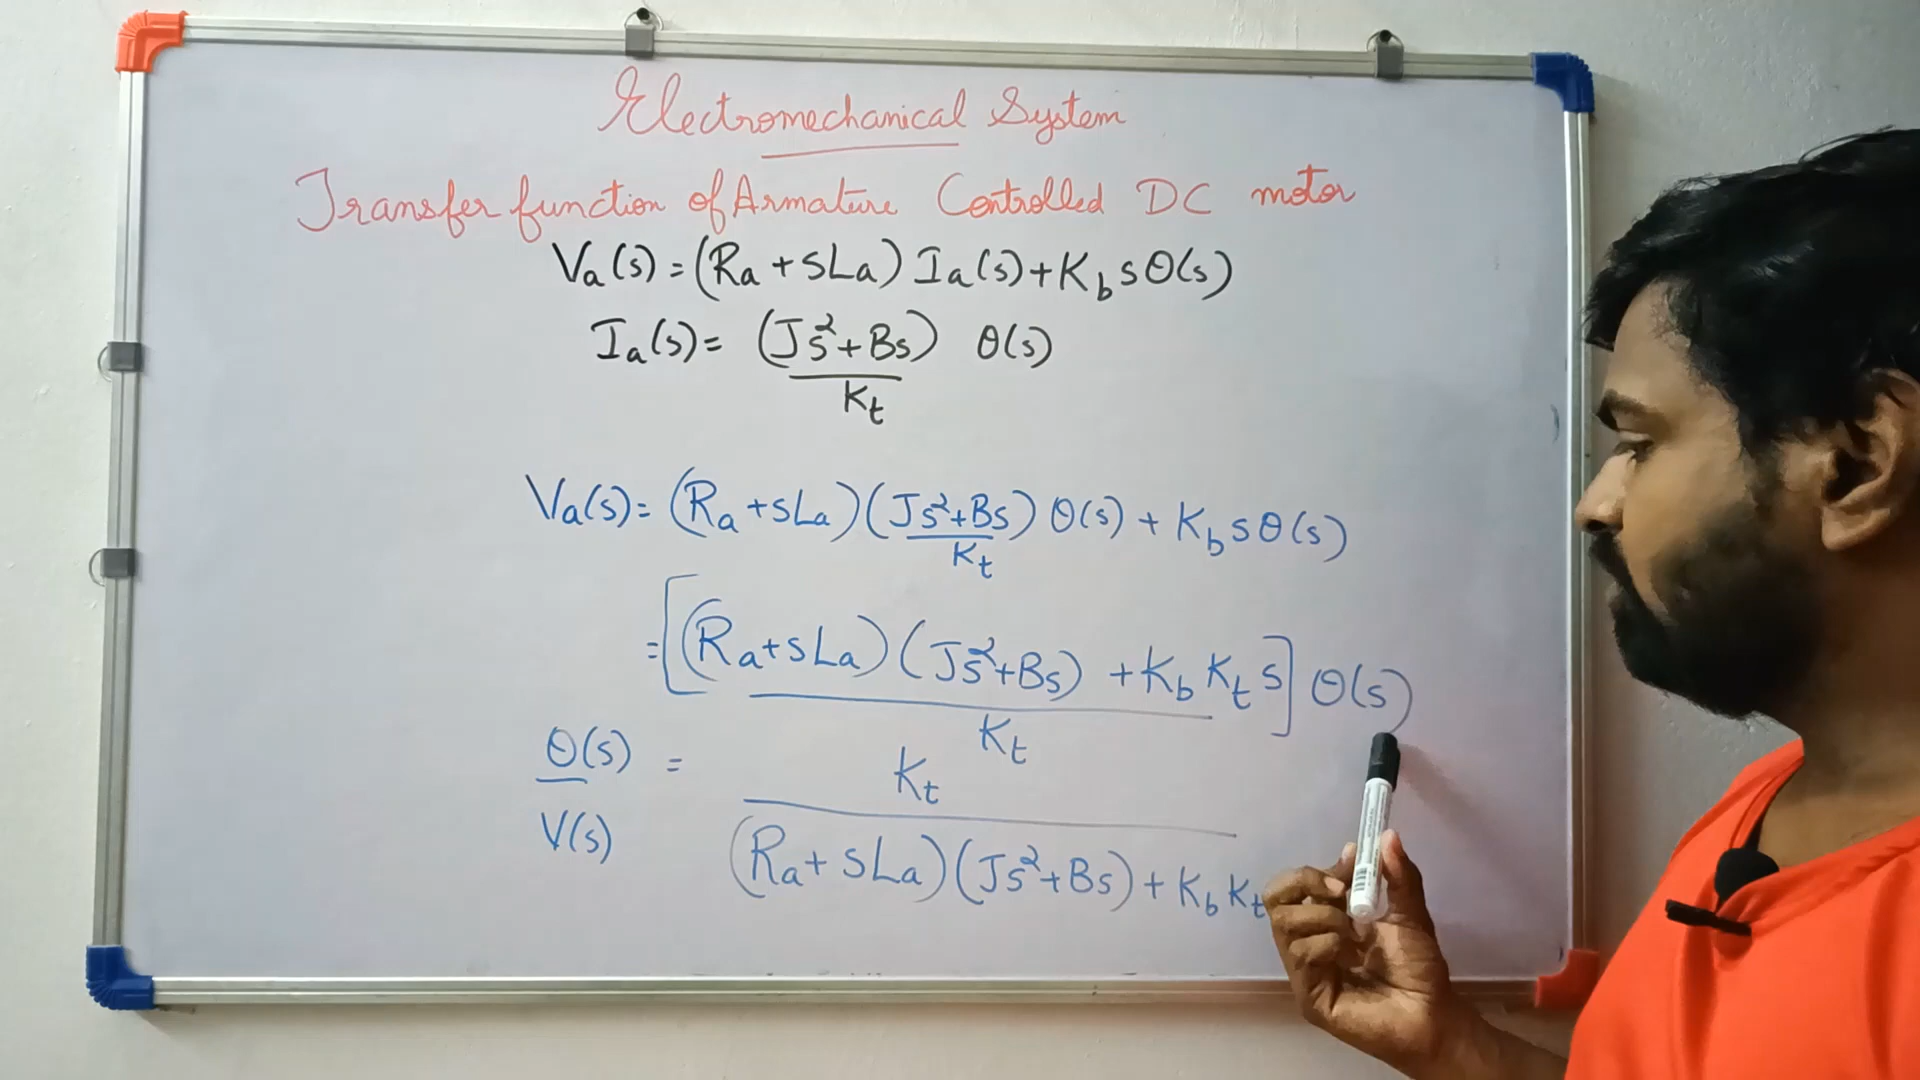 Electromechanical System
Transfer function of Armature Controlled DC motor
Va(s) = (Ra + sLa) Ia(s) + Kb sθ(s)
Ia(s) = (Js²+Bs) θ(s)
Kt
Va(s) = (Ra + sLa)(Js²+Bs) θ(s) + Kb sθ(s)
Kt
= [(Ra + sLa)(Js²+Bs) + Kb Kt s] θ(s)
Kt
θ(s) = Kt
V(s) (Ra + sLa)(Js²+Bs) + Kb Kt